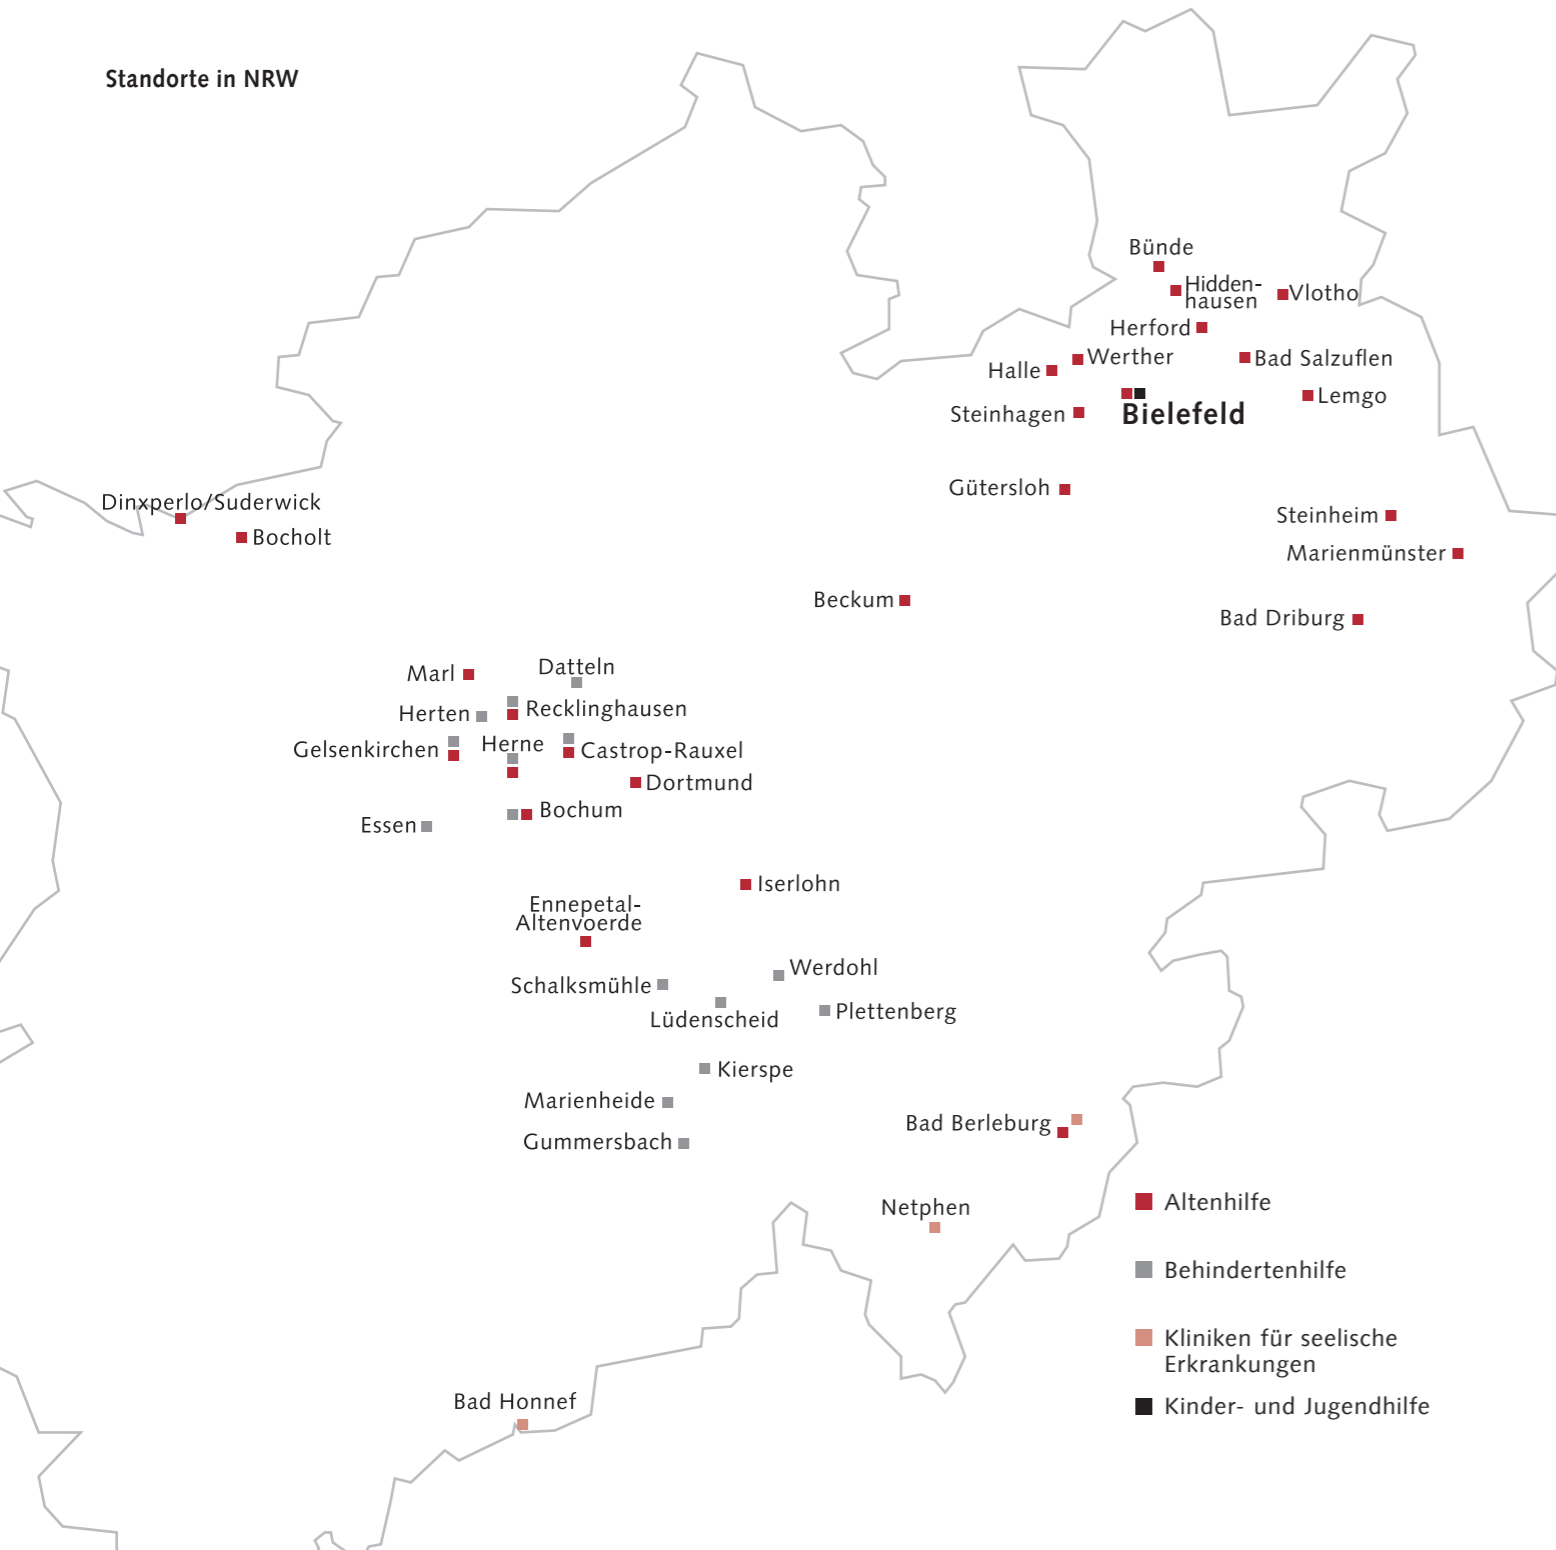 Standorte in NRW
Bünde
Hidden-
hausen
Vlotho
Herford
Werther
Bad Salzuflen
Halle
Lemgo
Steinhagen
Bielefeld
Gütersloh
Dinxperlo/Suderwick
Bocholt
Steinheim
Marienmünster
Beckum
Bad Driburg
Marl
Datteln
Herten
Recklinghausen
Gelsenkirchen
Herne
Castrop-Rauxel
Dortmund
Bochum
Essen
Iserlohn
Ennepetal-
Altenvoerde
Werdohl
Schalksmühle
Lüdenscheid
Plettenberg
Kierspe
Marienheide
Gummersbach
Bad Berleburg
Netphen
Bad Honnef
Altenhilfe
Behindertenhilfe
Kliniken für seelische
Erkrankungen
Kinder- und Jugendhilfe